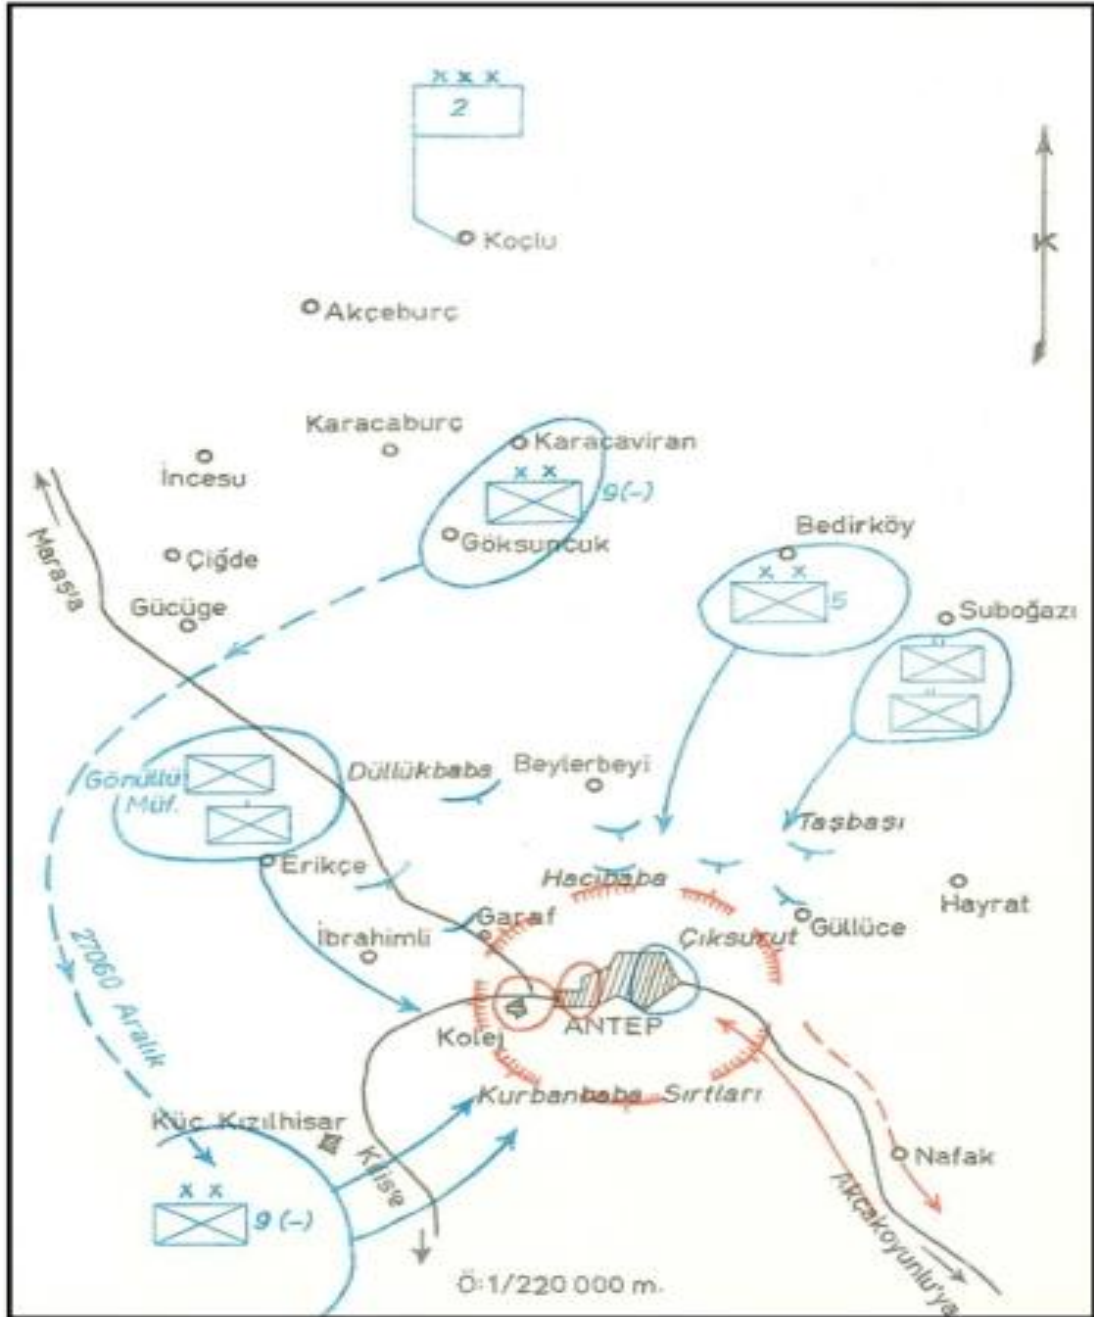 x x x
2
Koçlu
K
Akçeburç
Karacaburç
Karacaviran
İncesu
x x
9(-)
Göksuncuk
Bedirköy
x x
5
Maraş'a
Çiğde
Gücüge
Suboğazı
Gönüllü
Müf.
Düllükbaba
Beylerbeyi
Taşbaşı
Erikçe
Hacıbaba
Hayrat
Garaf
İbrahimli
Çıksurut
Güllüce
27060 Aralık
Kolej
ANTEP
Kurbanbaba Sırtları
Küç Kızılhisar
Kilis'e
Nafak
x x
9 (-)
Akçakoyunlu'ya
Ö: 1/220 000 m.